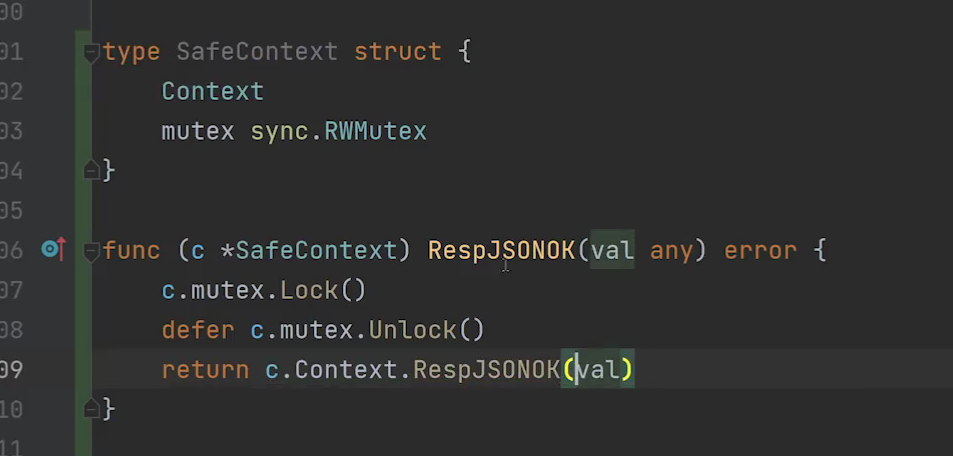 00
01 type SafeContext struct {
02     Context
03     mutex sync.RWMutex
04 }
05
06 func (c *SafeContext) RespJSONOK(val any) error {
07     c.mutex.Lock()
08     defer c.mutex.Unlock()
09     return c.Context.RespJSONOK(val)
10 }
11